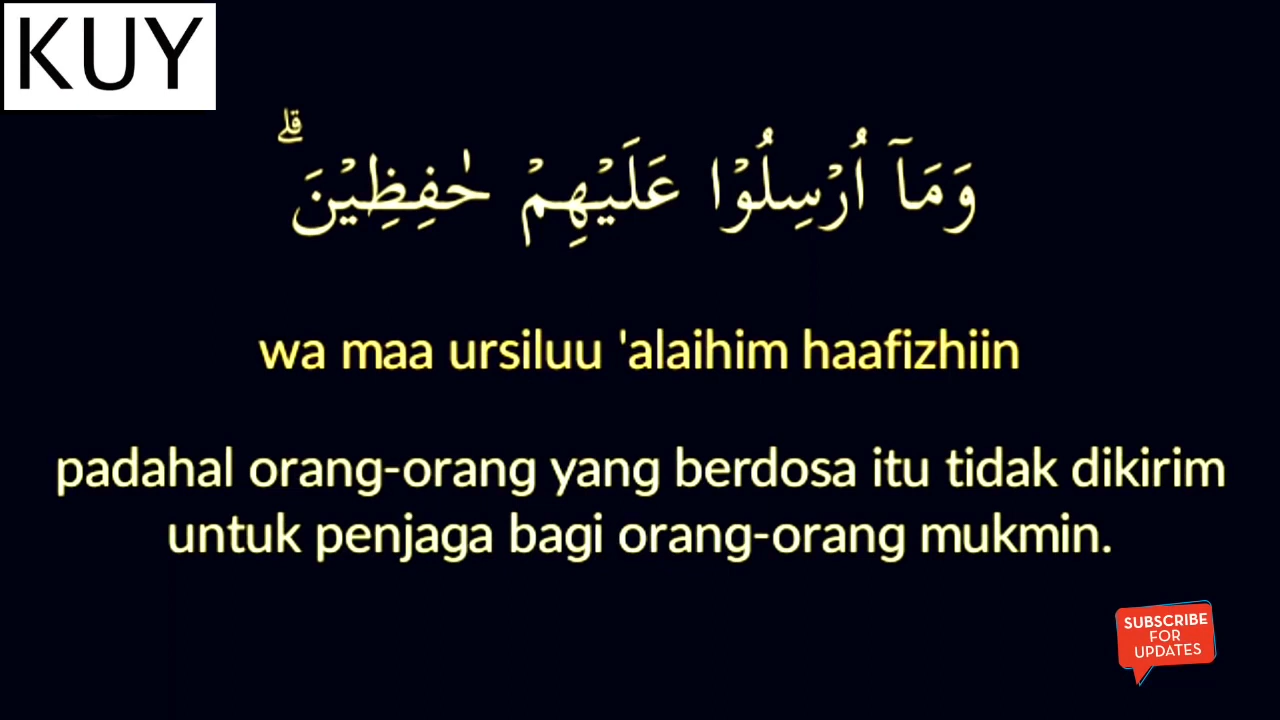 KUY
وَمَآ اُرْسِلُوْا عَلَيْهِمْ حٰفِظِيْنَۗ
wa maa ursiluu 'alaihim haafizhiin
padahal orang-orang yang berdosa itu tidak dikirim
untuk penjaga bagi orang-orang mukmin.
SUBSCRIBE
FOR
UPDATES